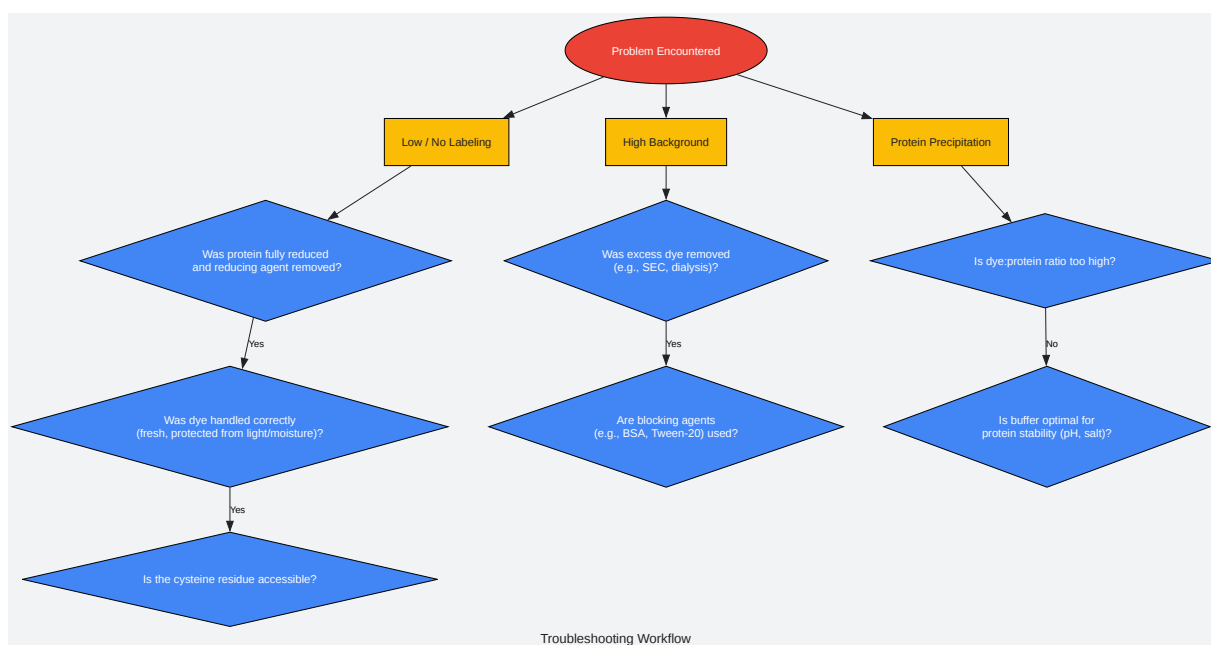 Problem Encountered
Low / No Labeling
High Background
Protein Precipitation
Was protein fully reduced
and reducing agent removed?
Was excess dye removed
(e.g., SEC, dialysis)?
Is dye:protein ratio too high?
Yes
Yes
No
Was dye handled correctly
(fresh, protected from light/moisture)?
Are blocking agents
(e.g., BSA, Tween-20) used?
Is buffer optimal for
protein stability (pH, salt)?
Yes
Is the cysteine residue accessible?
Troubleshooting Workflow